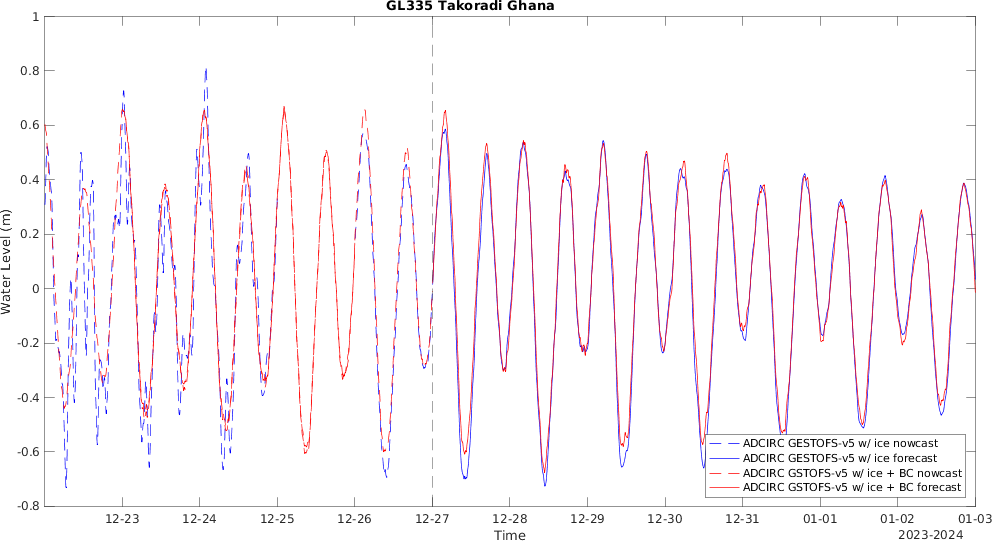 GL335 Takoradi Ghana
Water Level (m)
1
0.8
0.6
0.4
0.2
0
-0.2
-0.4
-0.6
-0.8
12-23 12-24 12-25 12-26 12-27 12-28 12-29 12-30 12-31 01-01 01-02 01-03
Time
2023-2024
ADCIRC GESTOFS-v5 w/ ice nowcast
ADCIRC GESTOFS-v5 w/ ice forecast
ADCIRC GSTOFS-v5 w/ ice + BC nowcast
ADCIRC GSTOFS-v5 w/ ice + BC forecast